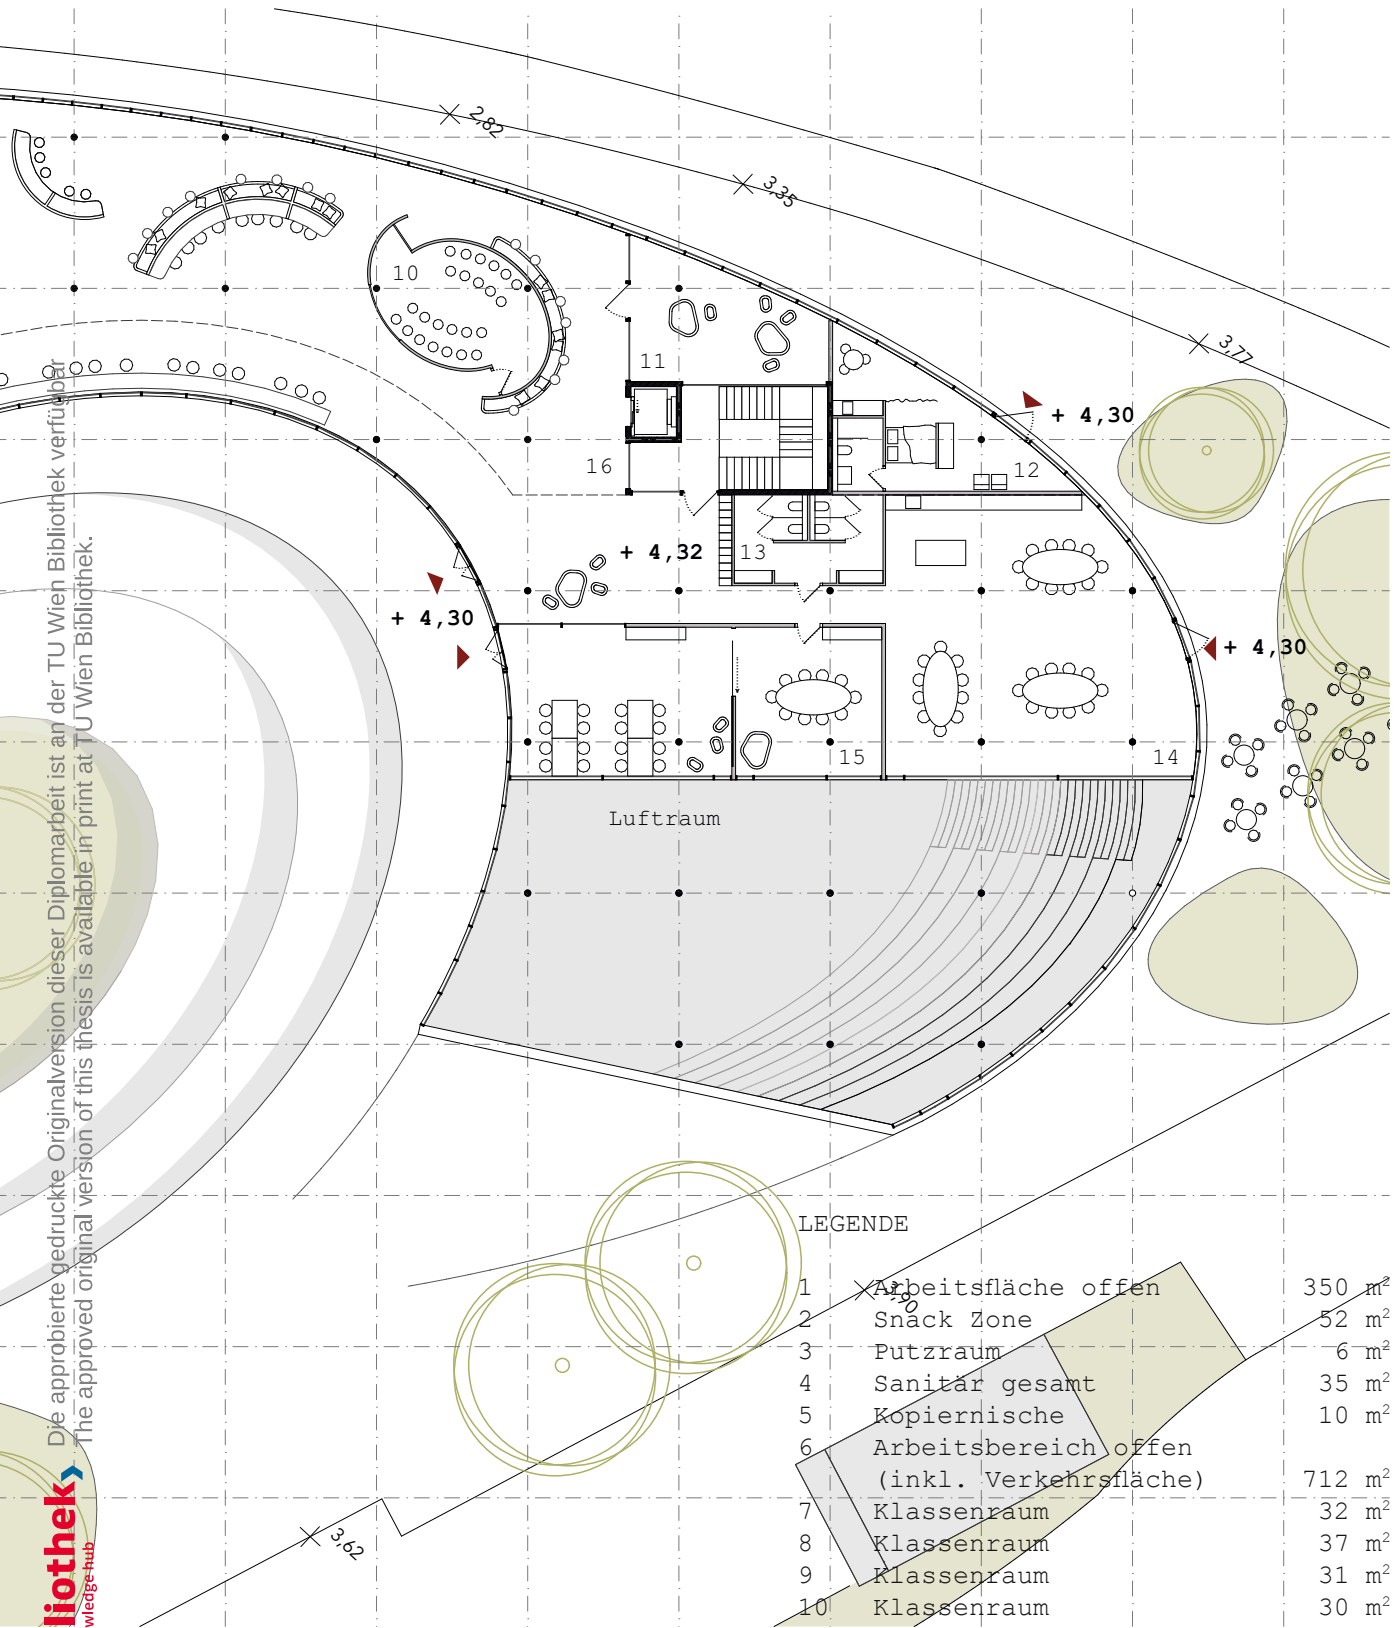 2,82
3,35
3,77
10
11
+ 4,30
16
12
+ 4,32
13
+ 4,30
+ 4,30
15
14
Luftraum
LEGENDE
1 Arbeitsfläche offen 350 m²
3,90
2 Snack Zone 52 m²
3 Putzraum 6 m²
4 Sanitär gesamt 35 m²
5 Kopiernische 10 m²
6 Arbeitsbereich offen
(inkl. Verkehrsfläche) 712 m²
7 Klassenraum 32 m²
8 Klassenraum 37 m²
9 Klassenraum 31 m²
10 Klassenraum 30 m²
3,62
Die approbierte gedruckte Originalversion dieser Diplomarbeit ist an der TU Wien Bibliothek verfügbar
The approved original version of this thesis is available in print at TU Wien Bibliothek.
liothek
wledge hub